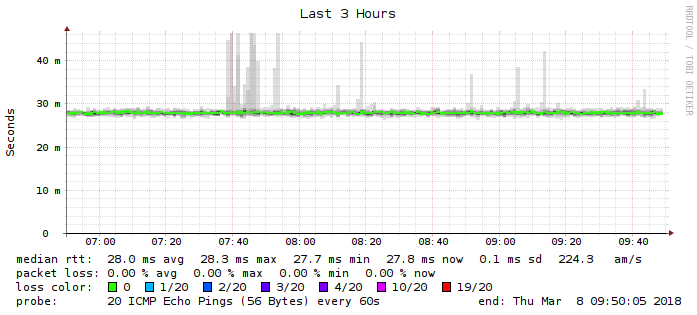 Last 3 Hours
RRDTOOL / TOBI OETIKER
Seconds
40 m
30 m
20 m
10 m
0
07:00 07:20 07:40 08:00 08:20 08:40 09:00 09:20 09:40
median rtt: 28.0 ms avg 28.3 ms max 27.7 ms min 27.8 ms now 0.1 ms sd 224.3 am/s
packet loss: 0.00 % avg 0.00 % max 0.00 % min 0.00 % now
loss color: 0 1/20 2/20 3/20 4/20 10/20 19/20
probe: 20 ICMP Echo Pings (56 Bytes) every 60s end: Thu Mar 8 09:50:05 2018